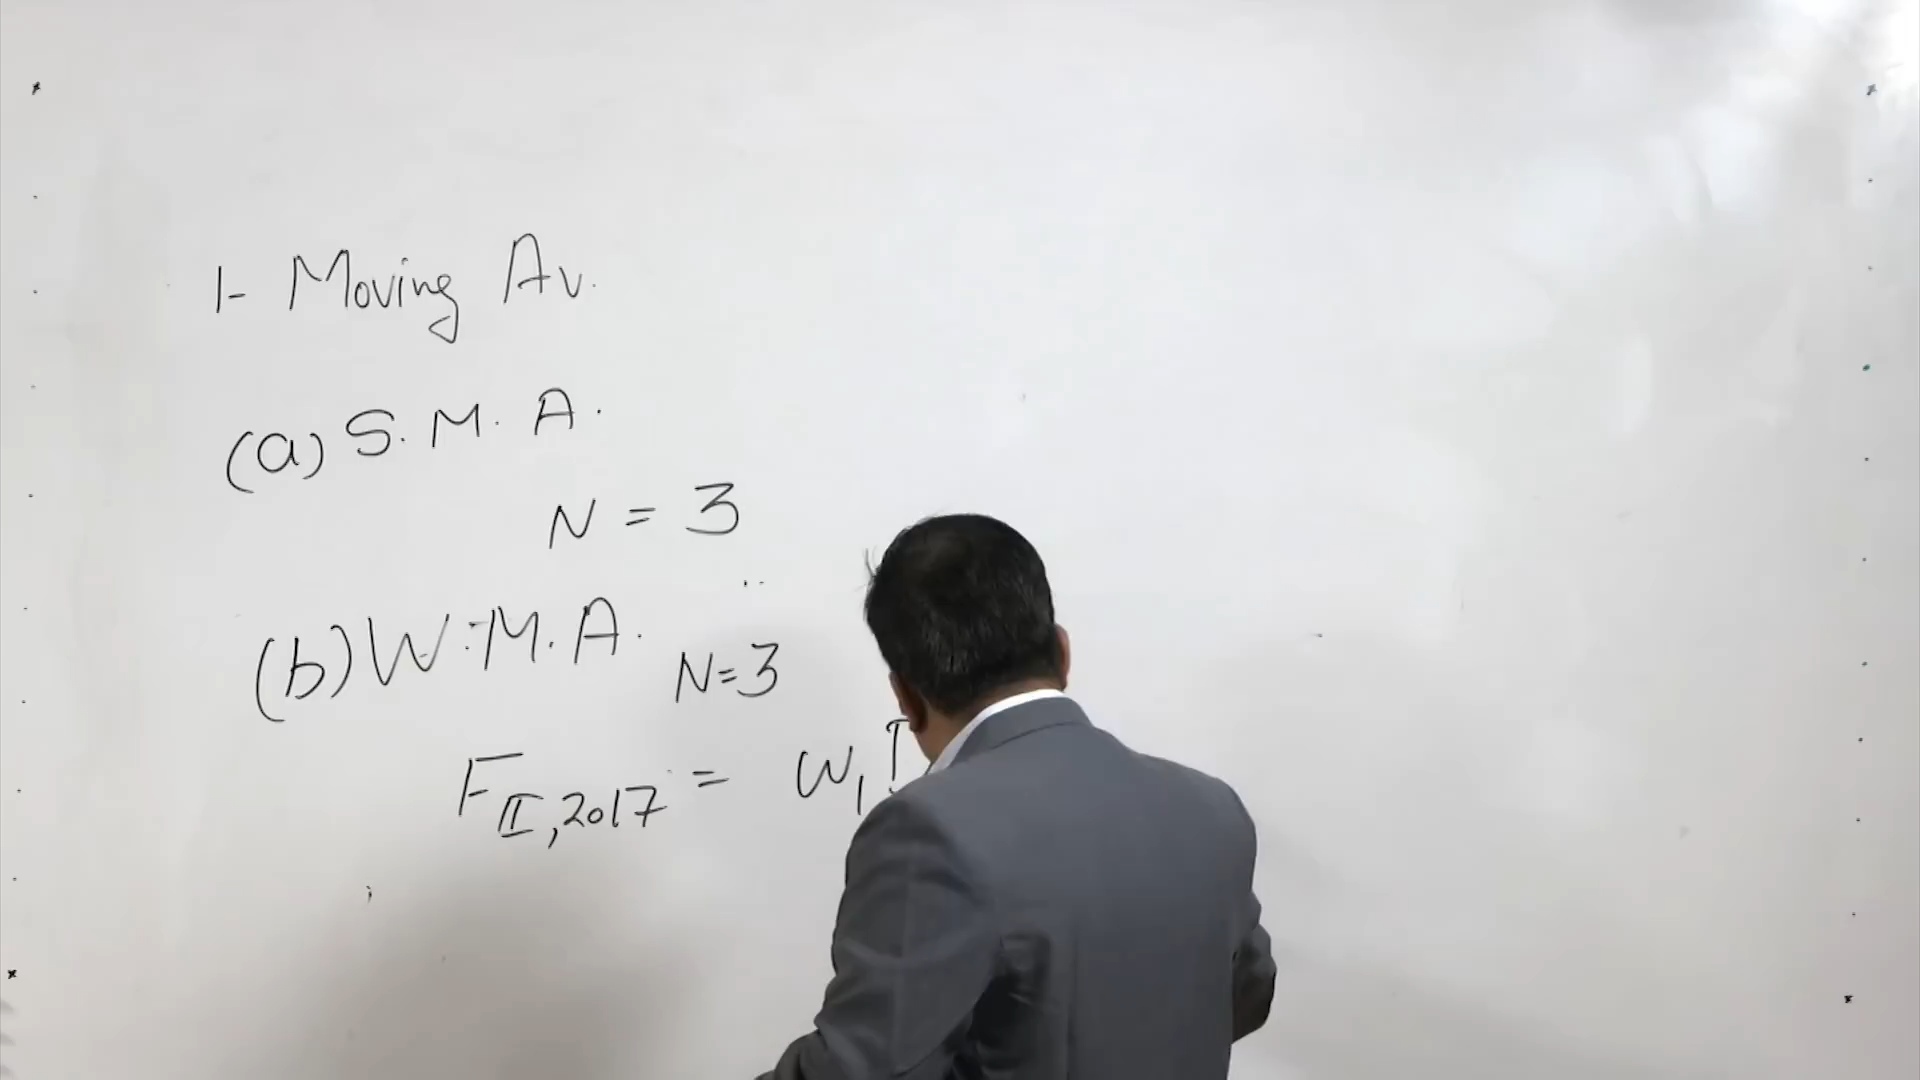 1- Moving Av.
(a) S. M. A.
N = 3
(b) W. M. A. N=3
F II, 2017 = W1